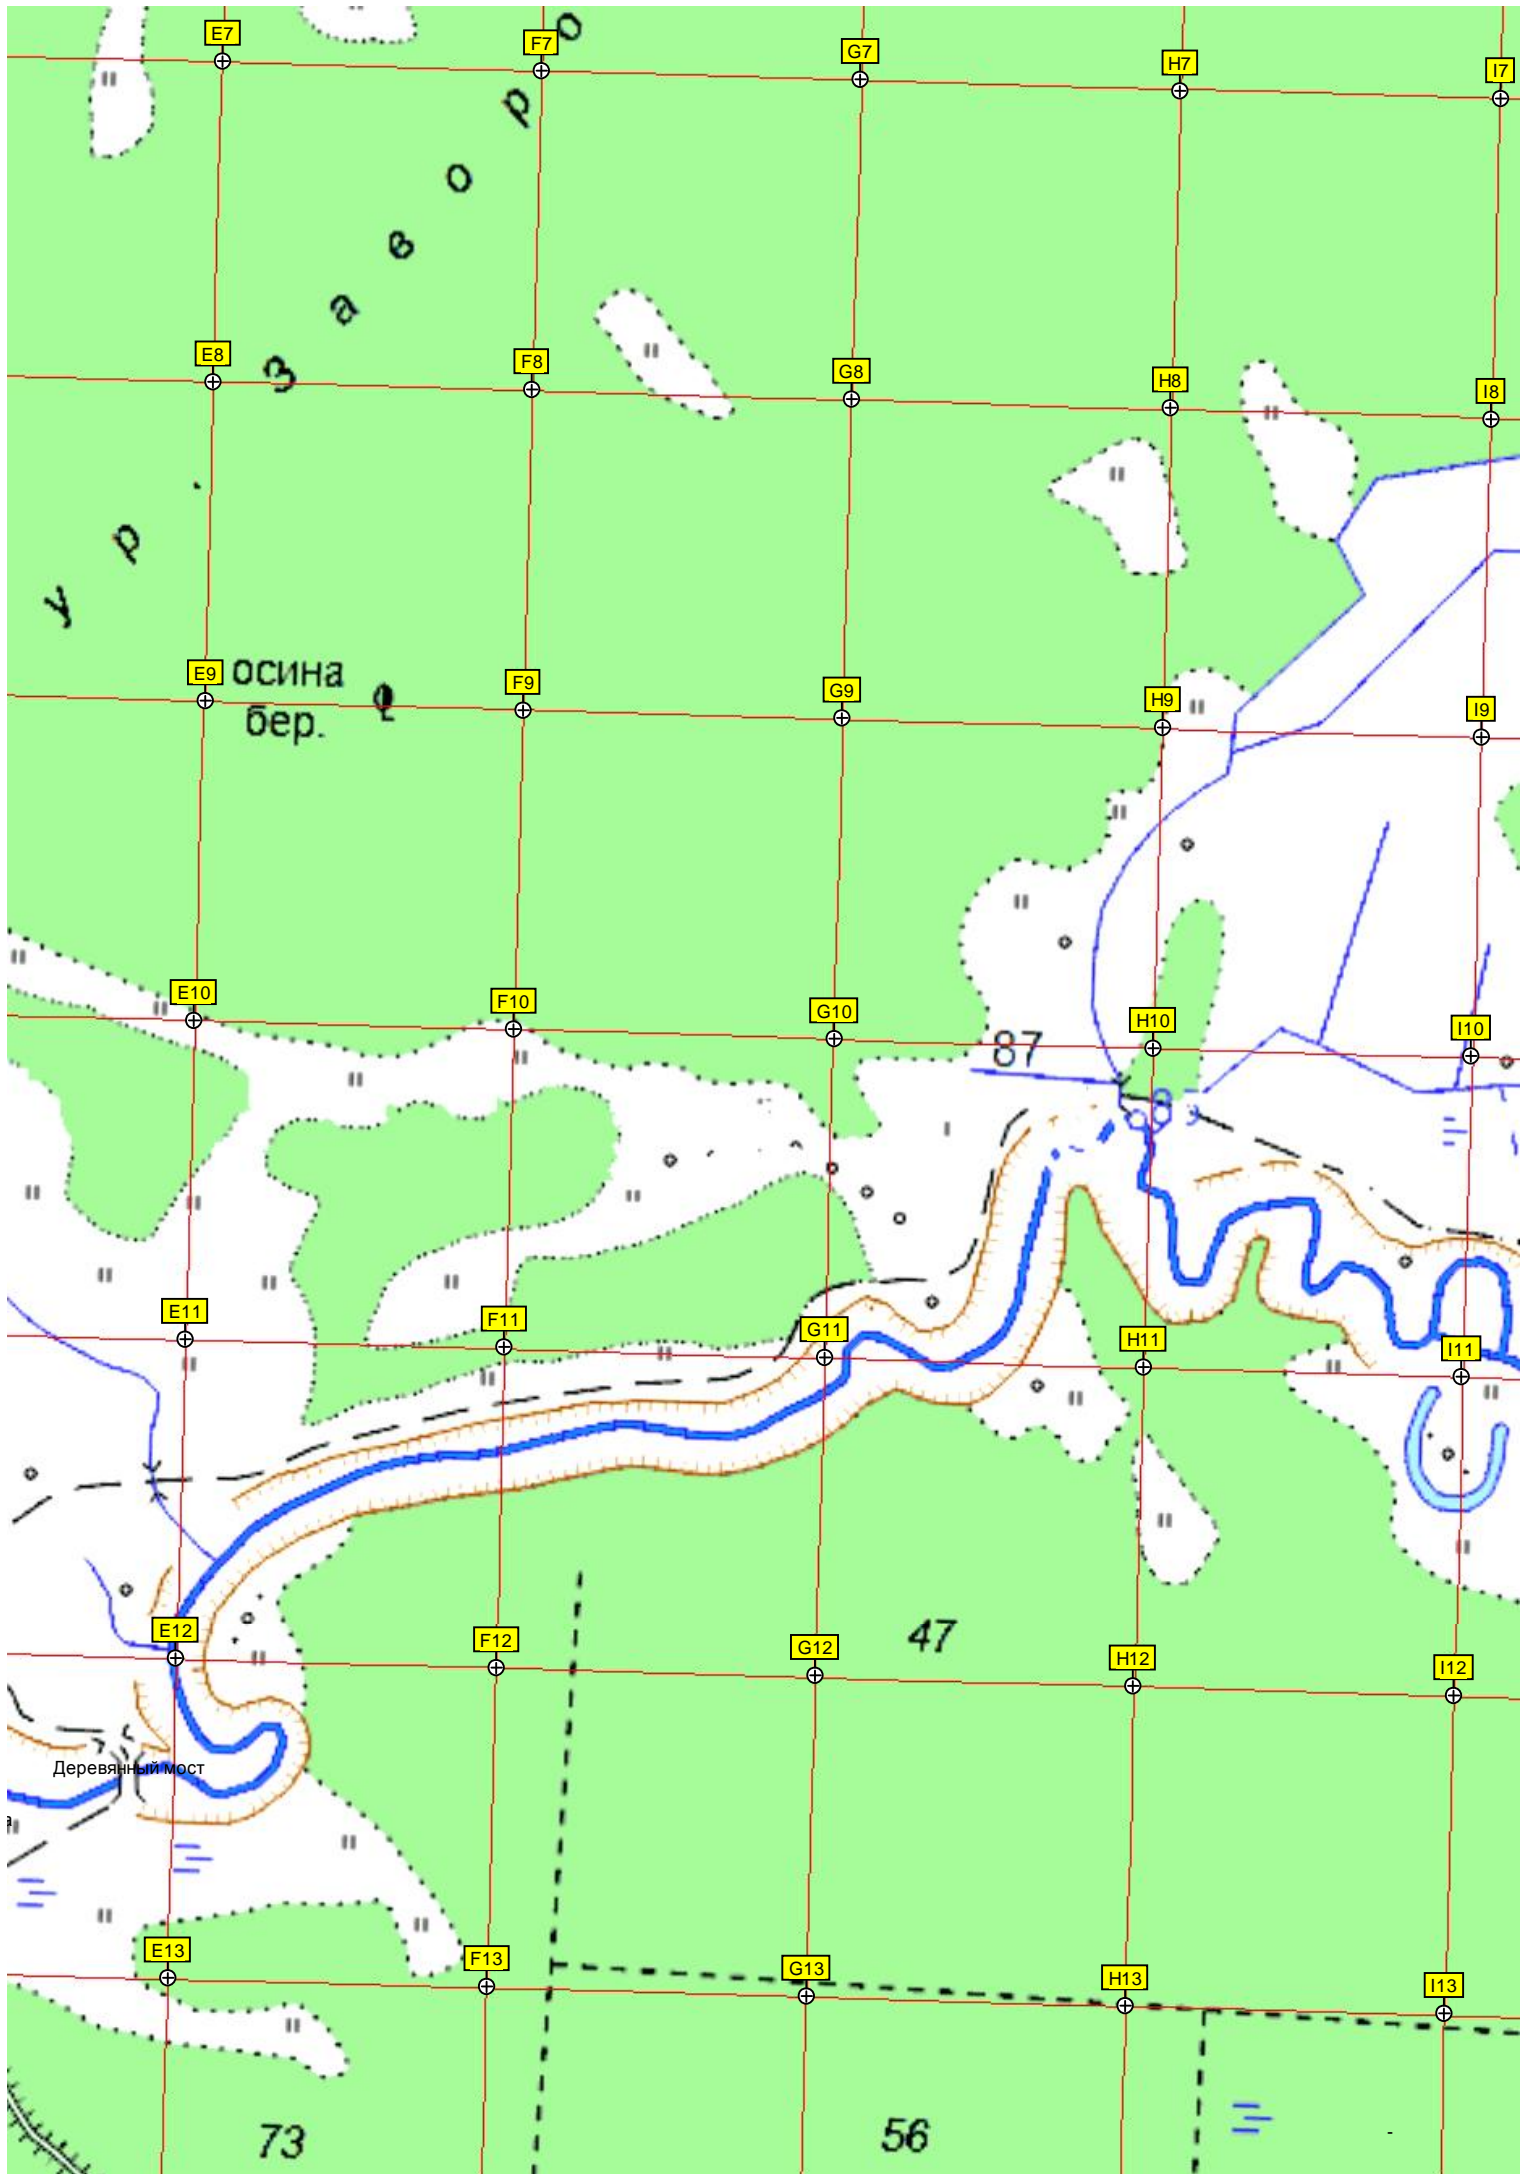 E7
F7
G7
H7
I7
ур. Заворо
E8
F8
G8
H8
I8
E9
F9
G9
H9
I9
осина
бер.
E10
F10
G10
H10
I10
87
E11
F11
G11
H11
I11
E12
F12
G12
H12
I12
47
Деревянный мост
а
E13
F13
G13
H13
I13
73
56